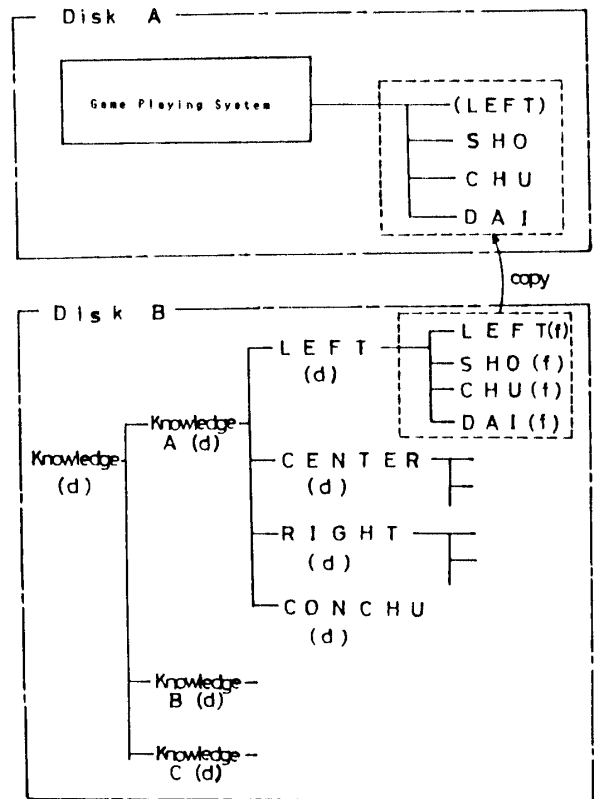 Disk A
Game Playing System
(LEFT)
SHO
CHU
DAI
copy
Disk B
LEFT
(d)
LEFT(f)
SHO(f)
CHU(f)
DAI(f)
Knowledge
(d)
Knowledge
A (d)
CENTER
(d)
RIGHT
(d)
CONCHU
(d)
Knowledge
B (d)
Knowledge
C (d)